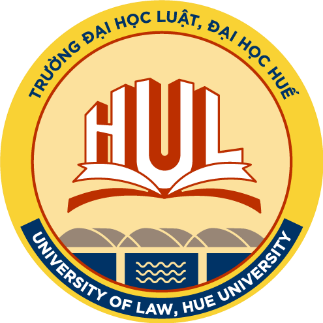 TRƯỜNG ĐẠI HỌC LUẬT, ĐẠI HỌC HUẾ
HUL
UNIVERSITY OF LAW, HUE UNIVERSITY